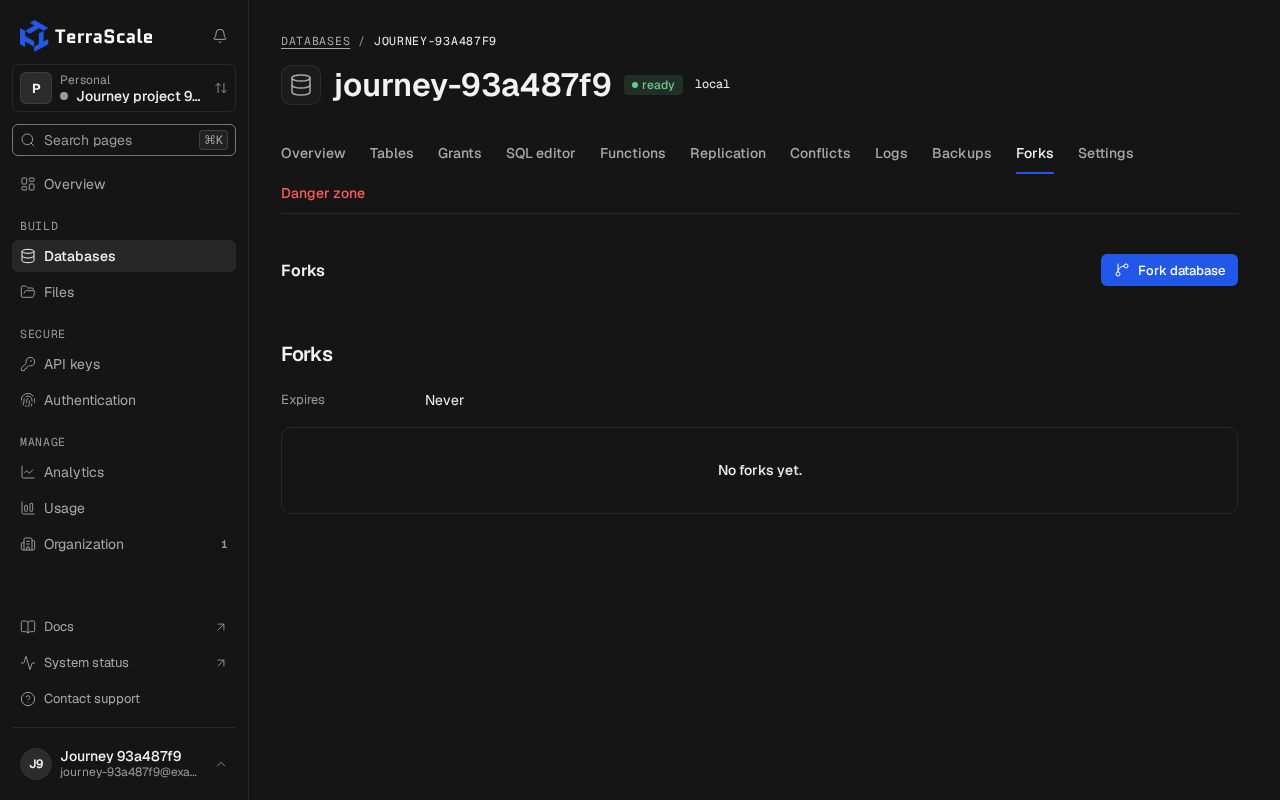 TerraScale
P
Personal
Journey project 9...
Search pages
⌘K
Overview
BUILD
Databases
Files
SECURE
API keys
Authentication
MANAGE
Analytics
Usage
Organization
1
Docs
System status
Contact support
J9
Journey 93a487f9
journey-93a487f9@exa...
DATABASES / JOURNEY-93A487F9
journey-93a487f9
ready
local
Overview
Tables
Grants
SQL editor
Functions
Replication
Conflicts
Logs
Backups
Forks
Settings
Danger zone
Forks
Fork database
Forks
Expires
Never
No forks yet.